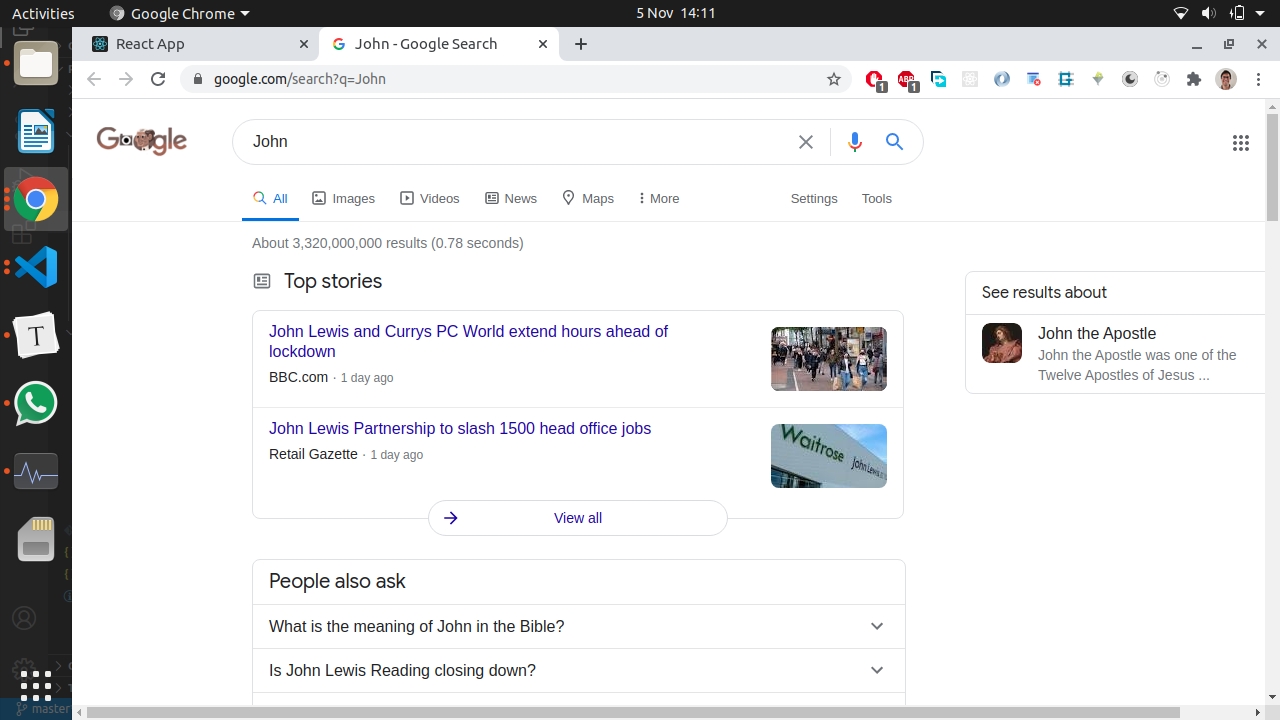 Activities
Google Chrome
5 Nov 14:11
React App
John - Google Search
google.com/search?q=John
1
ABP
1
Google
John
All
Images
Videos
News
Maps
More
Settings
Tools
About 3,320,000,000 results (0.78 seconds)
Top stories
John Lewis and Currys PC World extend hours ahead of
lockdown
BBC.com · 1 day ago
John Lewis Partnership to slash 1500 head office jobs
Retail Gazette · 1 day ago
Waitrose
John Lewis
View all
People also ask
What is the meaning of John in the Bible?
Is John Lewis Reading closing down?
See results about
John the Apostle
John the Apostle was one of the
Twelve Apostles of Jesus ...
T
master